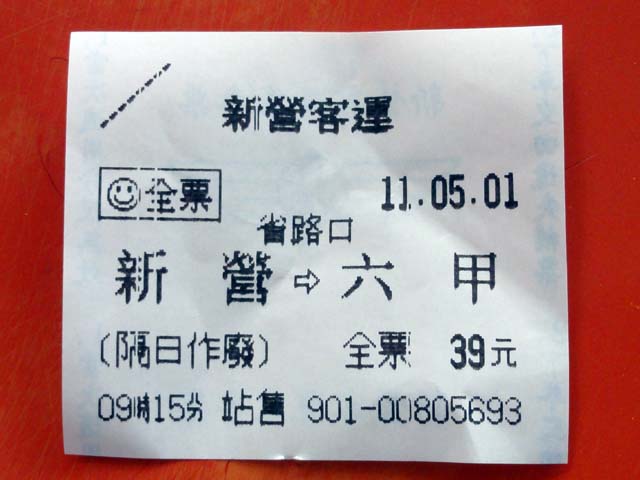 新營客運
全票 11.05.01
省路口
新營⇨六甲
(隔日作廢) 全票 39元
09時15分 站售 901-00805693